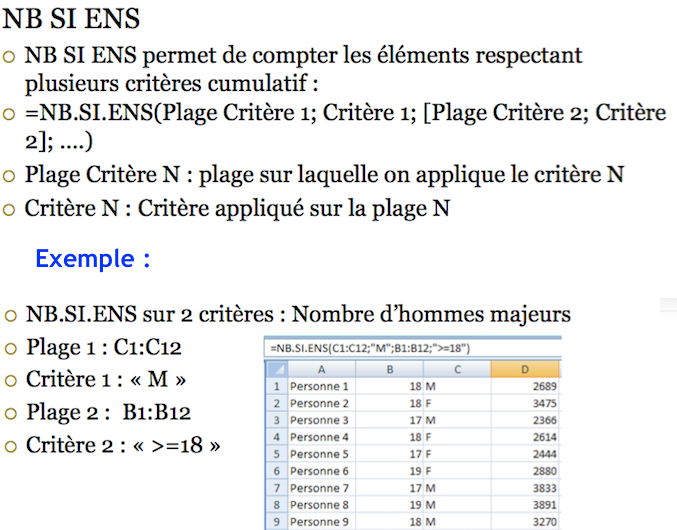 NB SI ENS
○ NB SI ENS permet de compter les éléments respectant
plusieurs critères cumulatif :
○ =NB.SI.ENS(Plage Critère 1; Critère 1; [Plage Critère 2; Critère
2]; ....)
○ Plage Critère N : plage sur laquelle on applique le critère N
○ Critère N : Critère appliqué sur la plage N
Exemple :
○ NB.SI.ENS sur 2 critères : Nombre d’hommes majeurs
○ Plage 1 : C1:C12
○ Critère 1 : « M »
○ Plage 2 : B1:B12
○ Critère 2 : « >=18 »
=NB.SI.ENS(C1:C12;"M";B1:B12;">=18")
A B C D
1 Personne 1 18 M 2689
2 Personne 2 18 F 3475
3 Personne 3 17 M 2366
4 Personne 4 18 F 2614
5 Personne 5 17 F 2444
6 Personne 6 19 F 2880
7 Personne 7 17 M 3833
8 Personne 8 19 M 3891
9 Personne 9 18 M 3270